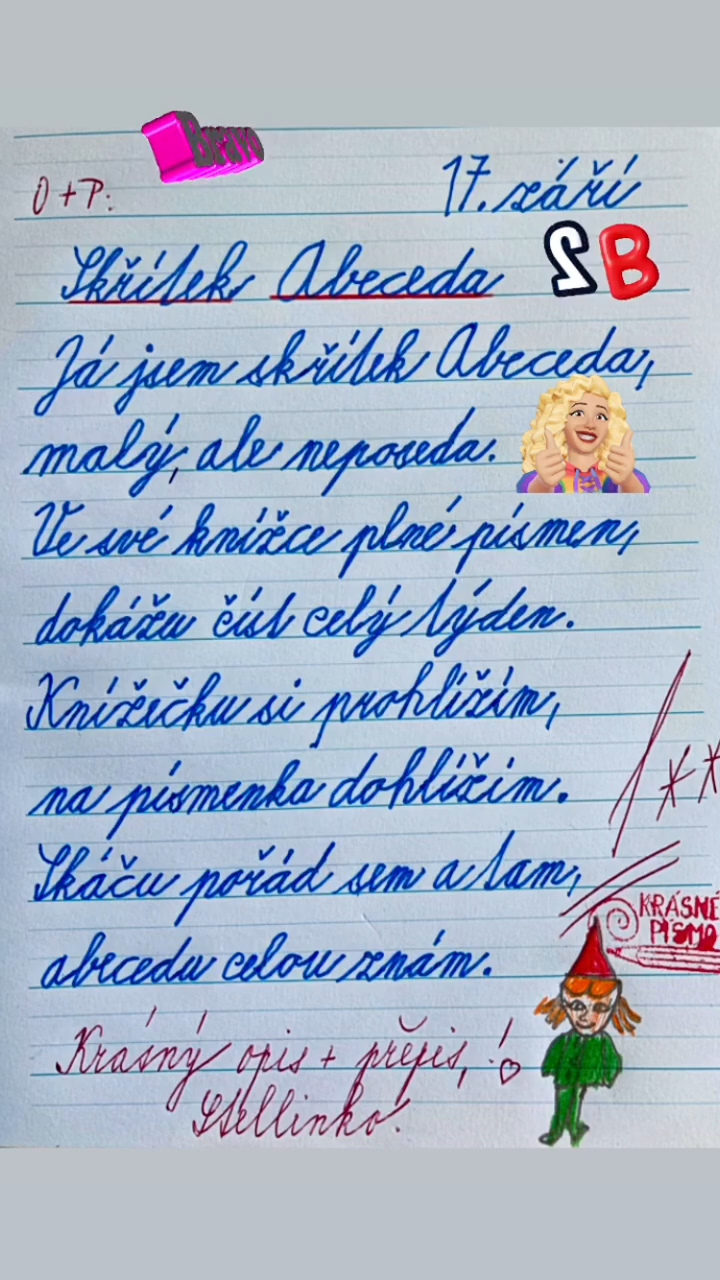 Bravo
O+P:
17. září
2B
Skřítek Abeceda
Já jsem skřítek Abeceda,
malý, ale neposeda.
Ve své knížce plné písmen,
dokážu číst celý týden.
Knížečku si prohlížím,
na písmenka dohlížím.
Skáču pořád sem a tam,
abecedu celou znám.
1**
KRÁSNÉ
PÍSMO
Krásný opis + přepis,
Stellinko!